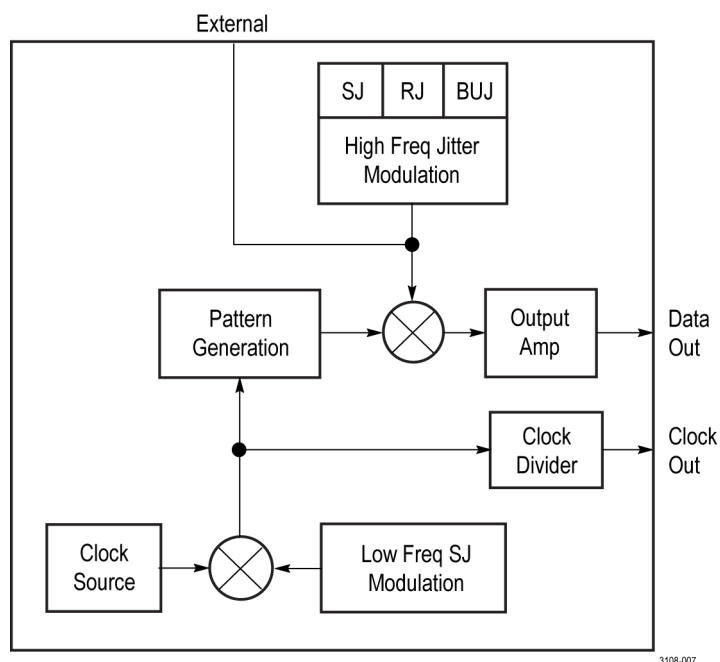 External
SJ RJ BUJ
High Freq Jitter
Modulation
Pattern
Generation
Output
Amp
Data
Out
Clock
Divider
Clock
Out
Clock
Source
Low Freq SJ
Modulation
3108-007